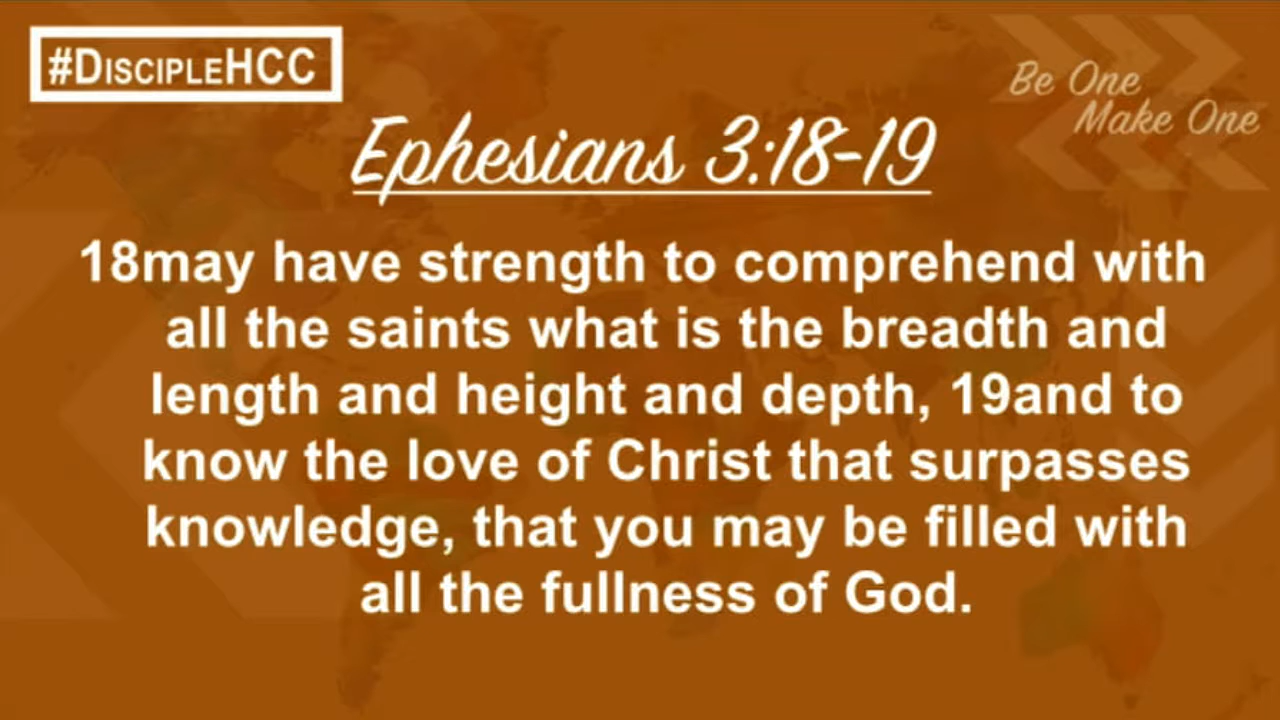 #DISCIPLEHCC
Be One
Make One
Ephesians 3:18-19
18may have strength to comprehend with
all the saints what is the breadth and
length and height and depth, 19and to
know the love of Christ that surpasses
knowledge, that you may be filled with
all the fullness of God.